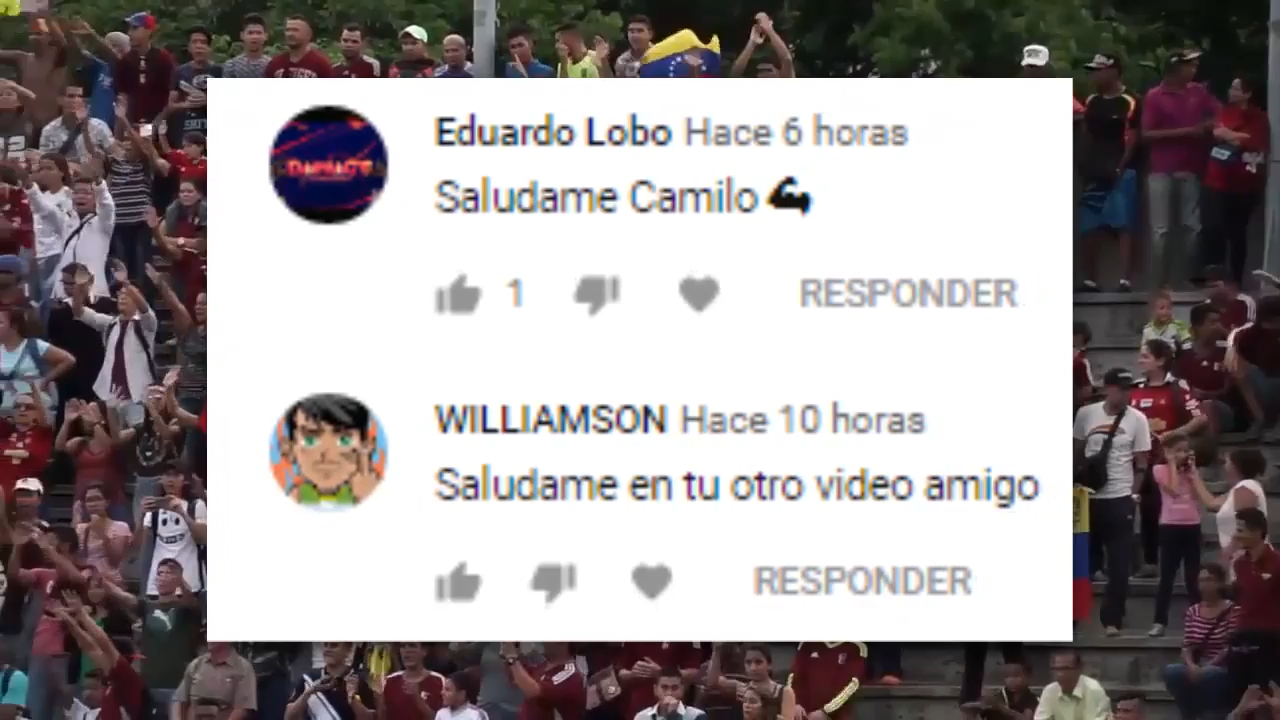 Eduardo Lobo Hace 6 horas
Saludame Camilo 💪
1 RESPONDER
WILLIAMSON Hace 10 horas
Saludame en tu otro video amigo
RESPONDER